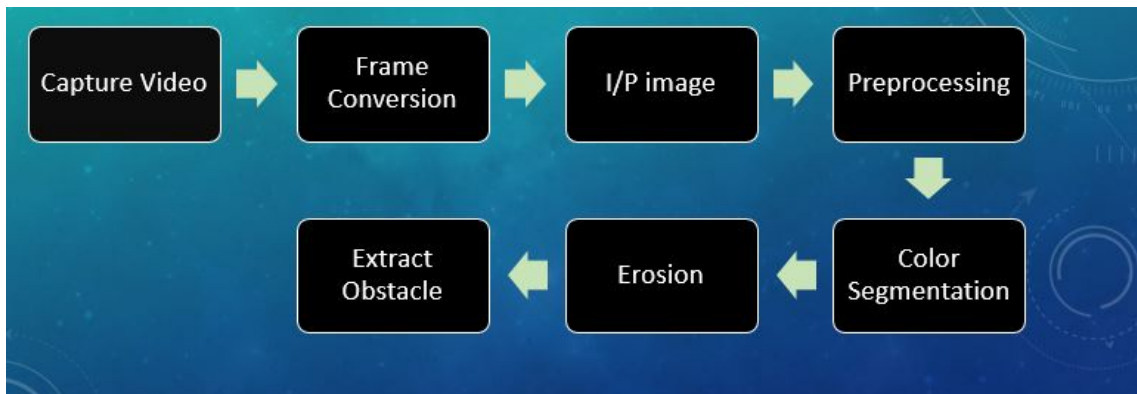 Capture Video
Frame
Conversion
I/P image
Preprocessing
Color
Segmentation
Erosion
Extract
Obstacle